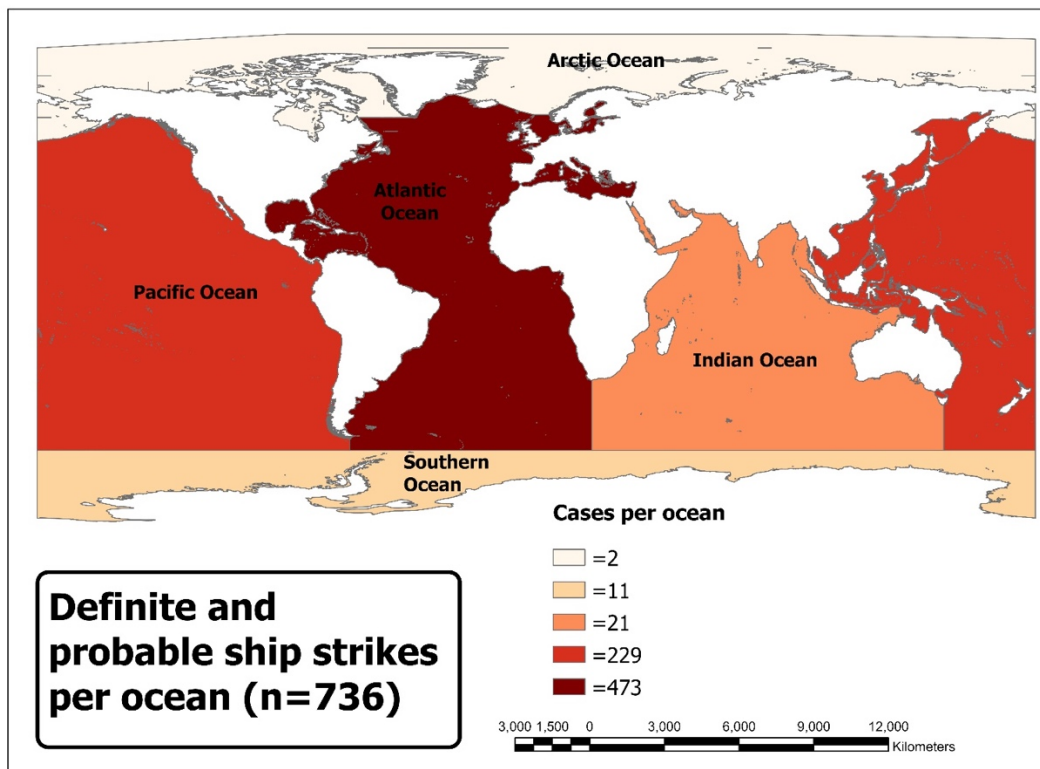 Arctic Ocean
Atlantic
Ocean
Pacific Ocean
Indian Ocean
Southern
Ocean
Cases per ocean
=2
=11
=21
=229
=473
Definite and
probable ship strikes
per ocean (n=736)
3,000 1,500 0 3,000 6,000 9,000 12,000
Kilometers